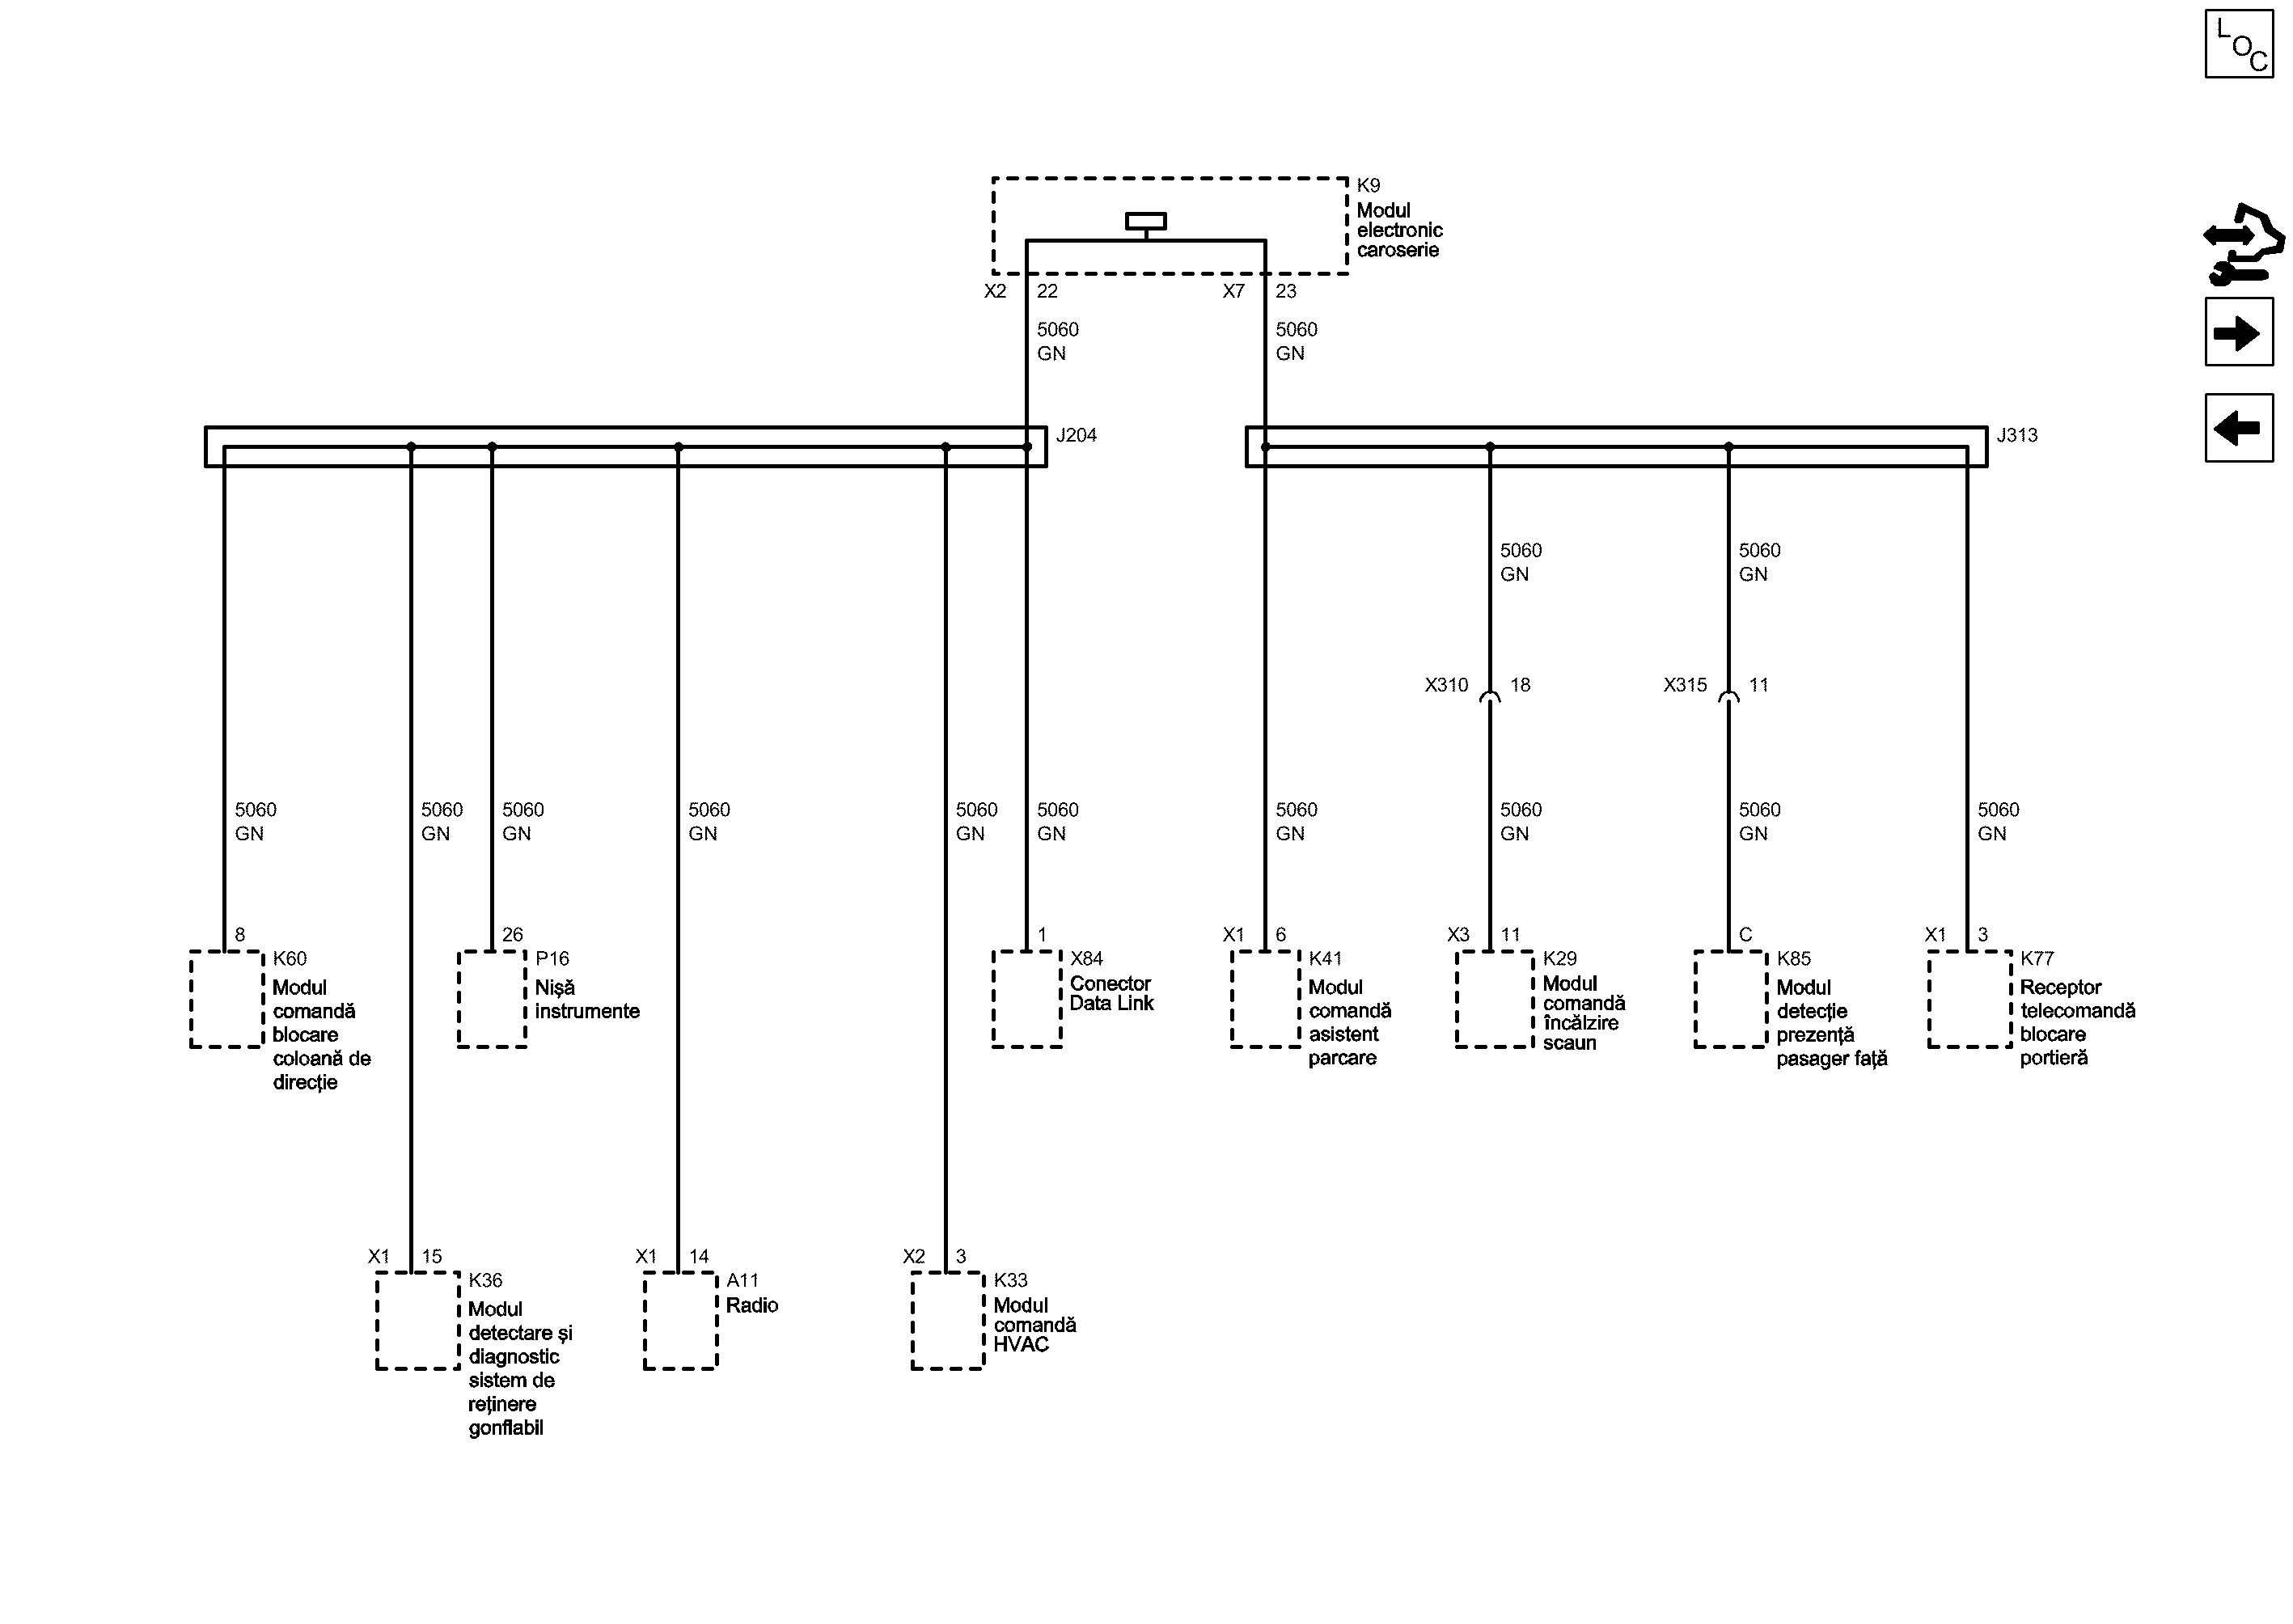 L
O
C
K9
Modul
electronic
caroserie
X2 22 X7 23
5060 5060
GN GN
J204 J313
5060 5060
GN GN
X310 18 X315 11
5060 5060 5060 5060 5060 5060 5060 5060 5060 5060
GN GN GN GN GN GN GN GN GN GN
8 26 1 X1 6 X3 11 C X1 3
K60
Modul
comandă
blocare
coloană de
direcție
P16
Nișă
instrumente
X84
Conector
Data Link
K41
Modul
comandă
asistent
parcare
K29
Modul
comandă
încălzire
scaun
K85
Modul
detecție
prezență
pasager față
K77
Receptor
telecomandă
blocare
portieră
X1 15 X1 14 X2 3
K36
Modul
detectare și
diagnostic
sistem de
reținere
gonflabil
A11
Radio
K33
Modul
comandă
HVAC